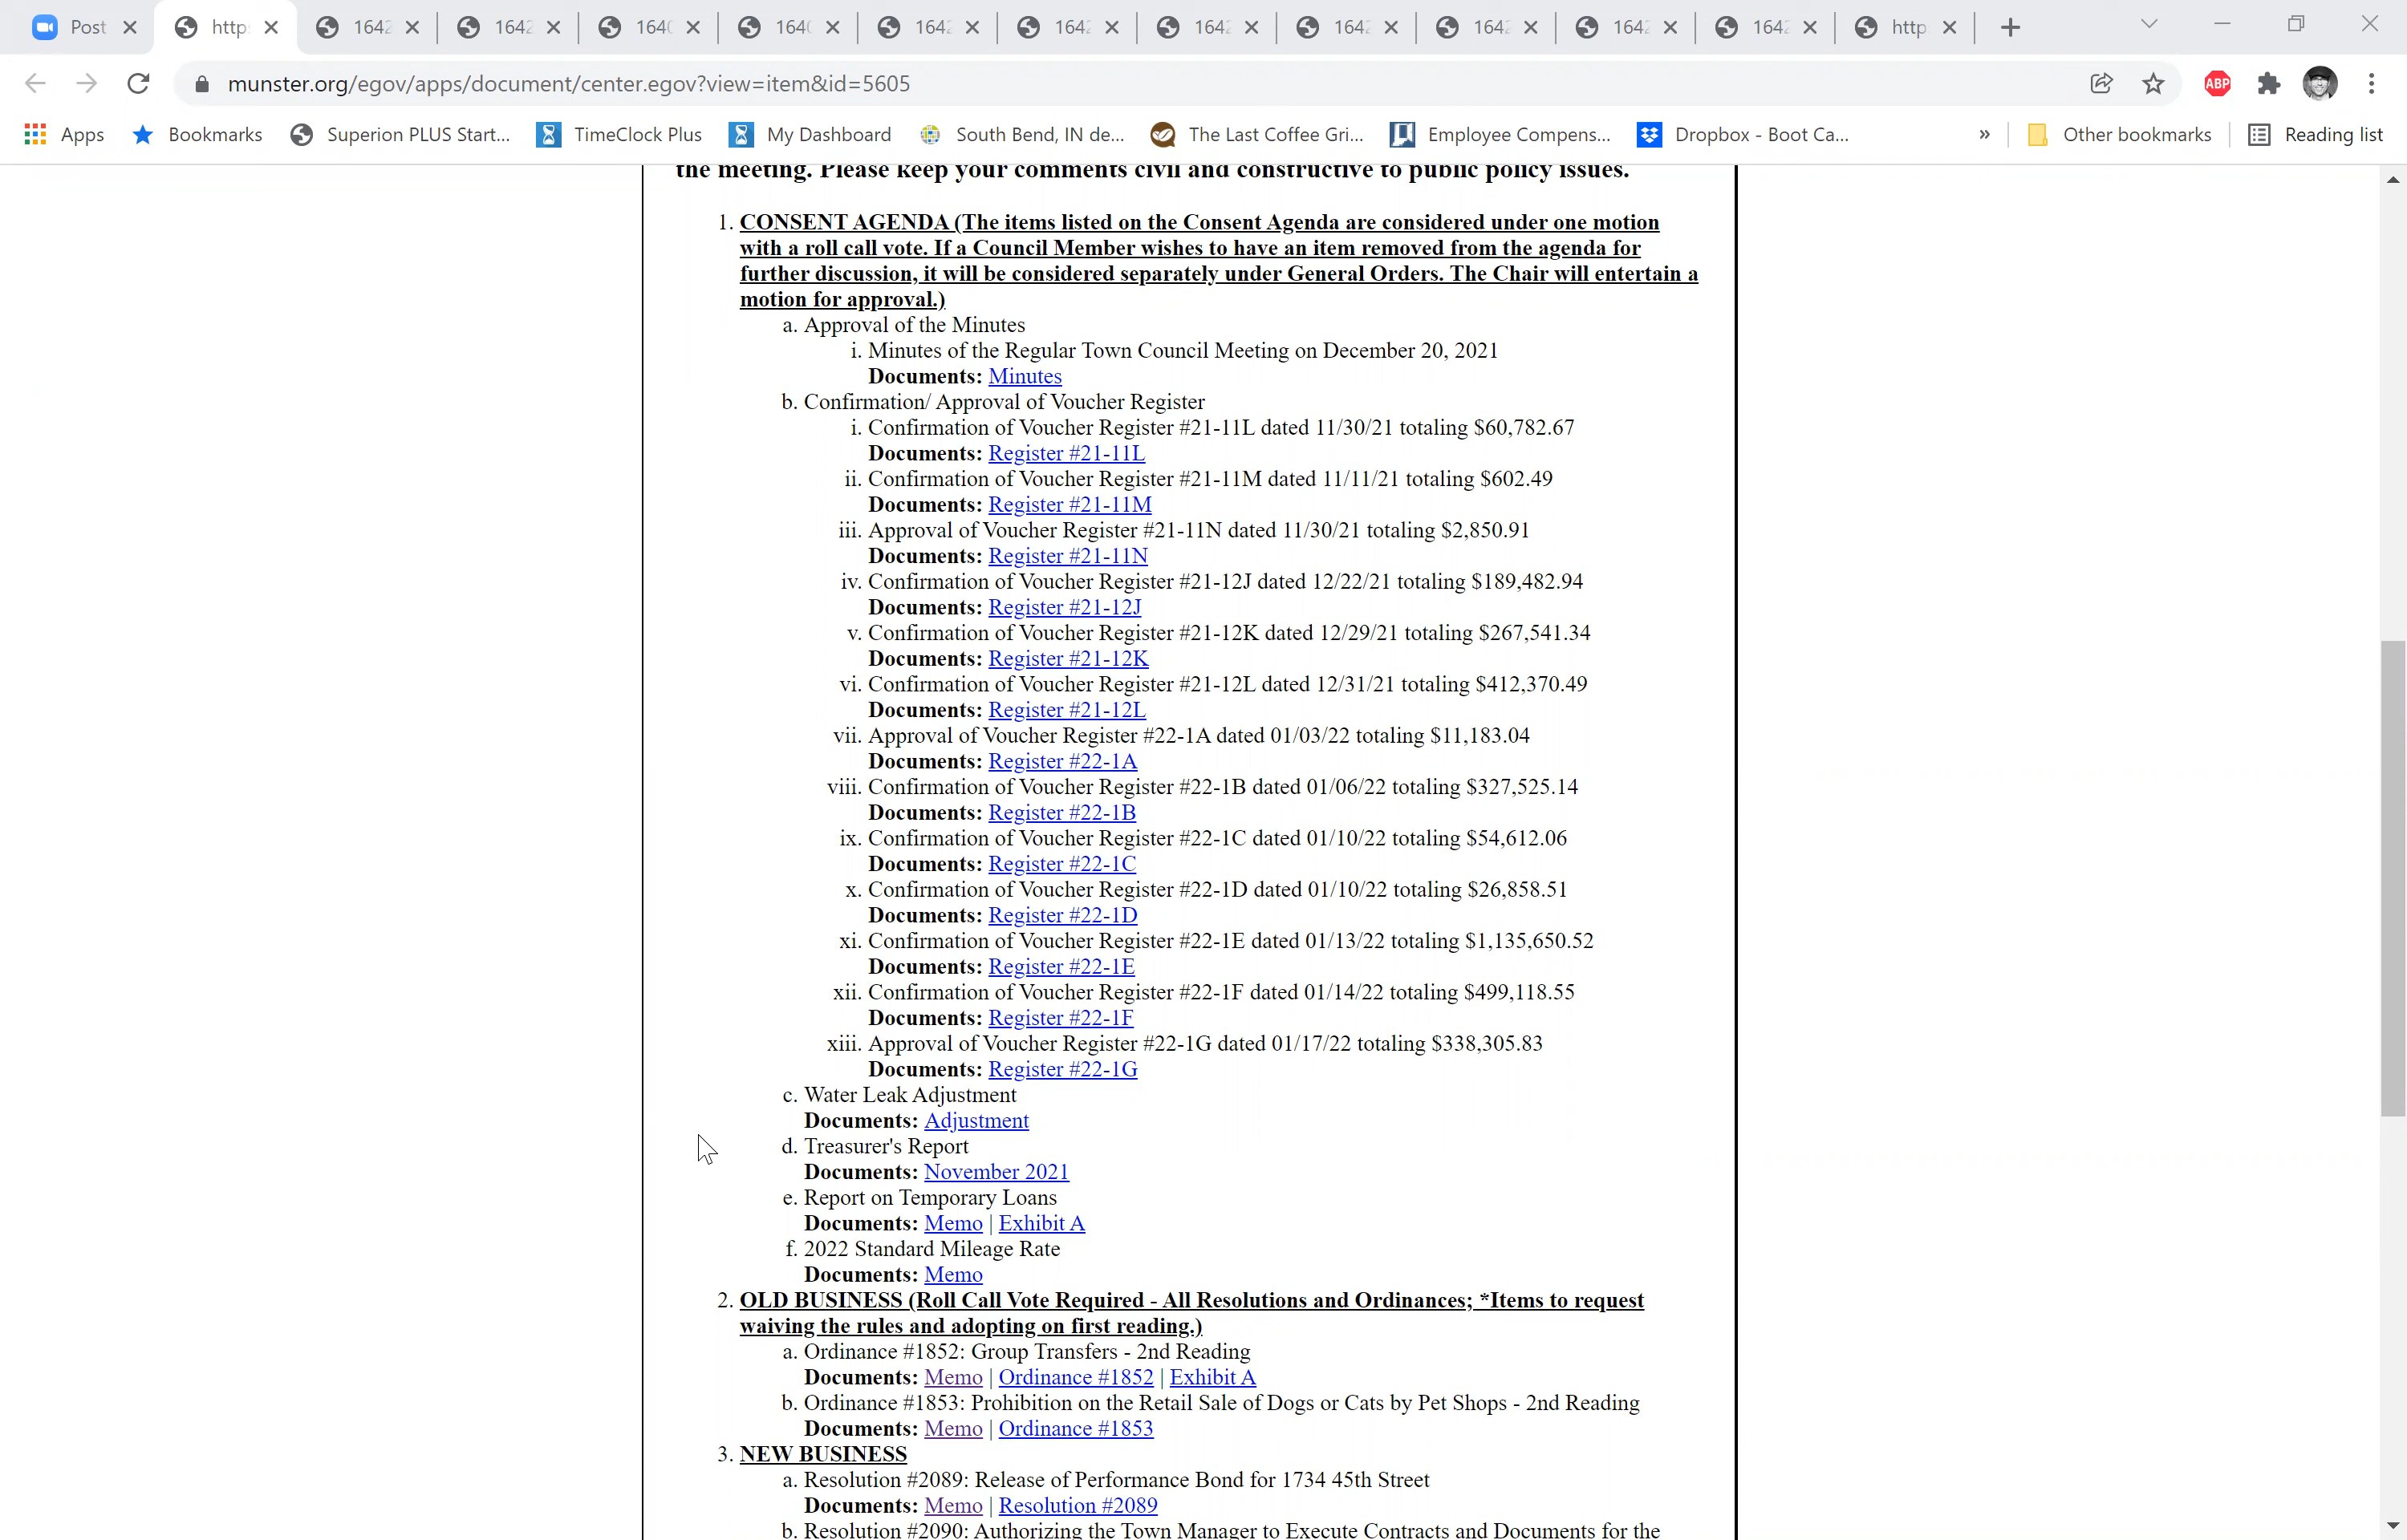 Post
http
1642
1642
1640
1640
1642
1642
1642
1642
1642
1642
1642
http
munster.org/egov/apps/document/center.egov?view=item&id=5605
ABP
Apps
Bookmarks
Superion PLUS Start...
TimeClock Plus
My Dashboard
South Bend, IN de...
The Last Coffee Gri...
Employee Compens...
Dropbox - Boot Ca...
»
Other bookmarks
Reading list
the meeting. Please keep your comments civil and constructive to public policy issues.
1. CONSENT AGENDA (The items listed on the Consent Agenda are considered under one motion
with a roll call vote. If a Council Member wishes to have an item removed from the agenda for
further discussion, it will be considered separately under General Orders. The Chair will entertain a
motion for approval.)
a. Approval of the Minutes
i. Minutes of the Regular Town Council Meeting on December 20, 2021
Documents: Minutes
b. Confirmation/ Approval of Voucher Register
i. Confirmation of Voucher Register #21-11L dated 11/30/21 totaling $60,782.67
Documents: Register #21-11L
ii. Confirmation of Voucher Register #21-11M dated 11/11/21 totaling $602.49
Documents: Register #21-11M
iii. Approval of Voucher Register #21-11N dated 11/30/21 totaling $2,850.91
Documents: Register #21-11N
iv. Confirmation of Voucher Register #21-12J dated 12/22/21 totaling $189,482.94
Documents: Register #21-12J
v. Confirmation of Voucher Register #21-12K dated 12/29/21 totaling $267,541.34
Documents: Register #21-12K
vi. Confirmation of Voucher Register #21-12L dated 12/31/21 totaling $412,370.49
Documents: Register #21-12L
vii. Approval of Voucher Register #22-1A dated 01/03/22 totaling $11,183.04
Documents: Register #22-1A
viii. Confirmation of Voucher Register #22-1B dated 01/06/22 totaling $327,525.14
Documents: Register #22-1B
ix. Confirmation of Voucher Register #22-1C dated 01/10/22 totaling $54,612.06
Documents: Register #22-1C
x. Confirmation of Voucher Register #22-1D dated 01/10/22 totaling $26,858.51
Documents: Register #22-1D
xi. Confirmation of Voucher Register #22-1E dated 01/13/22 totaling $1,135,650.52
Documents: Register #22-1E
xii. Confirmation of Voucher Register #22-1F dated 01/14/22 totaling $499,118.55
Documents: Register #22-1F
xiii. Approval of Voucher Register #22-1G dated 01/17/22 totaling $338,305.83
Documents: Register #22-1G
c. Water Leak Adjustment
Documents: Adjustment
d. Treasurer's Report
Documents: November 2021
e. Report on Temporary Loans
Documents: Memo | Exhibit A
f. 2022 Standard Mileage Rate
Documents: Memo
2. OLD BUSINESS (Roll Call Vote Required - All Resolutions and Ordinances; *Items to request
waiving the rules and adopting on first reading.)
a. Ordinance #1852: Group Transfers - 2nd Reading
Documents: Memo | Ordinance #1852 | Exhibit A
b. Ordinance #1853: Prohibition on the Retail Sale of Dogs or Cats by Pet Shops - 2nd Reading
Documents: Memo | Ordinance #1853
3. NEW BUSINESS
a. Resolution #2089: Release of Performance Bond for 1734 45th Street
Documents: Memo | Resolution #2089
b. Resolution #2090: Authorizing the Town Manager to Execute Contracts and Documents for the